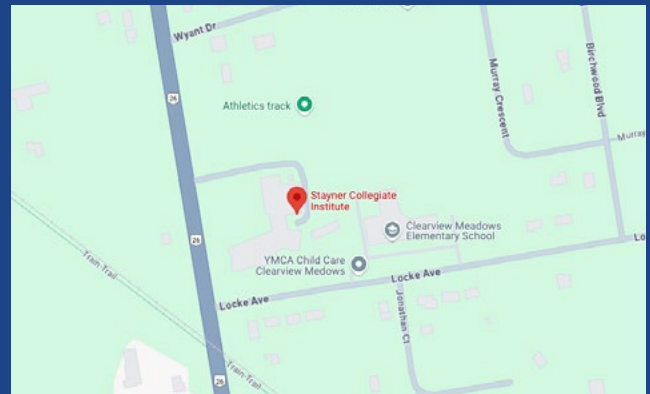 Wyant Dr
26
Athletics track
Murray Crescent
Birchwood Blvd
Murray
Stayner Collegiate
Institute
Clearview Meadows
Elementary School
26
YMCA Child Care
Clearview Medows
Lo
Train-Trail
Locke Ave
Locke Ave
Jonathan Ct
Train-Trail
26